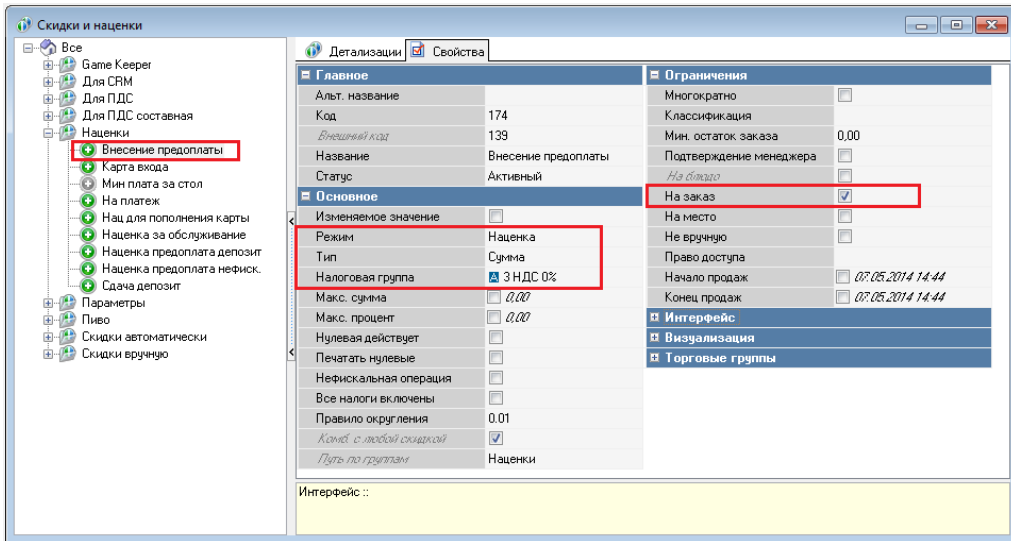 Скидки и наценки
Все
Game Keeper
Для CRM
Для ПДС
Для ПДС составная
Наценки
Внесение предоплаты
Карта входа
Мин плата за стол
На платеж
Нац для пополнения карты
Наценка за обслуживание
Наценка предоплата депозит
Наценка предоплата нефиск.
Сдача депозит
Параметры
Пиво
Скидки автоматически
Скидки вручную
Детализации Свойства
Главное
Альт. название
Код 174
Внешний код 139
Название Внесение предоплаты
Статус Активный
Основное
Изменяемое значение
Режим Наценка
Тип Сумма
Налоговая группа А 3 НДС 0%
Макс. сумма 0,00
Макс. процент 0,00
Нулевая действует
Печатать нулевые
Нефискальная операция
Все налоги включены
Правило округления 0.01
Комб. с любой скидкой
Путь по группам Наценки
Ограничения
Многократно
Классификация
Мин. остаток заказа 0,00
Подтверждение менеджера
На блюдо
На заказ
На место
Не вручную
Право доступа
Начало продаж 07.05.2014 14:44
Конец продаж 07.05.2014 14:44
Интерфейс
Визуализация
Торговые группы
Интерфейс ::